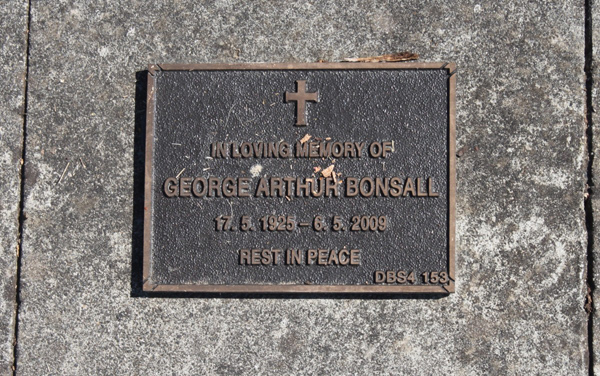 IN LOVING MEMORY OF
GEORGE ARTHUR BONSALL
17. 5. 1925 – 6. 5. 2009
REST IN PEACE
DBS4 153